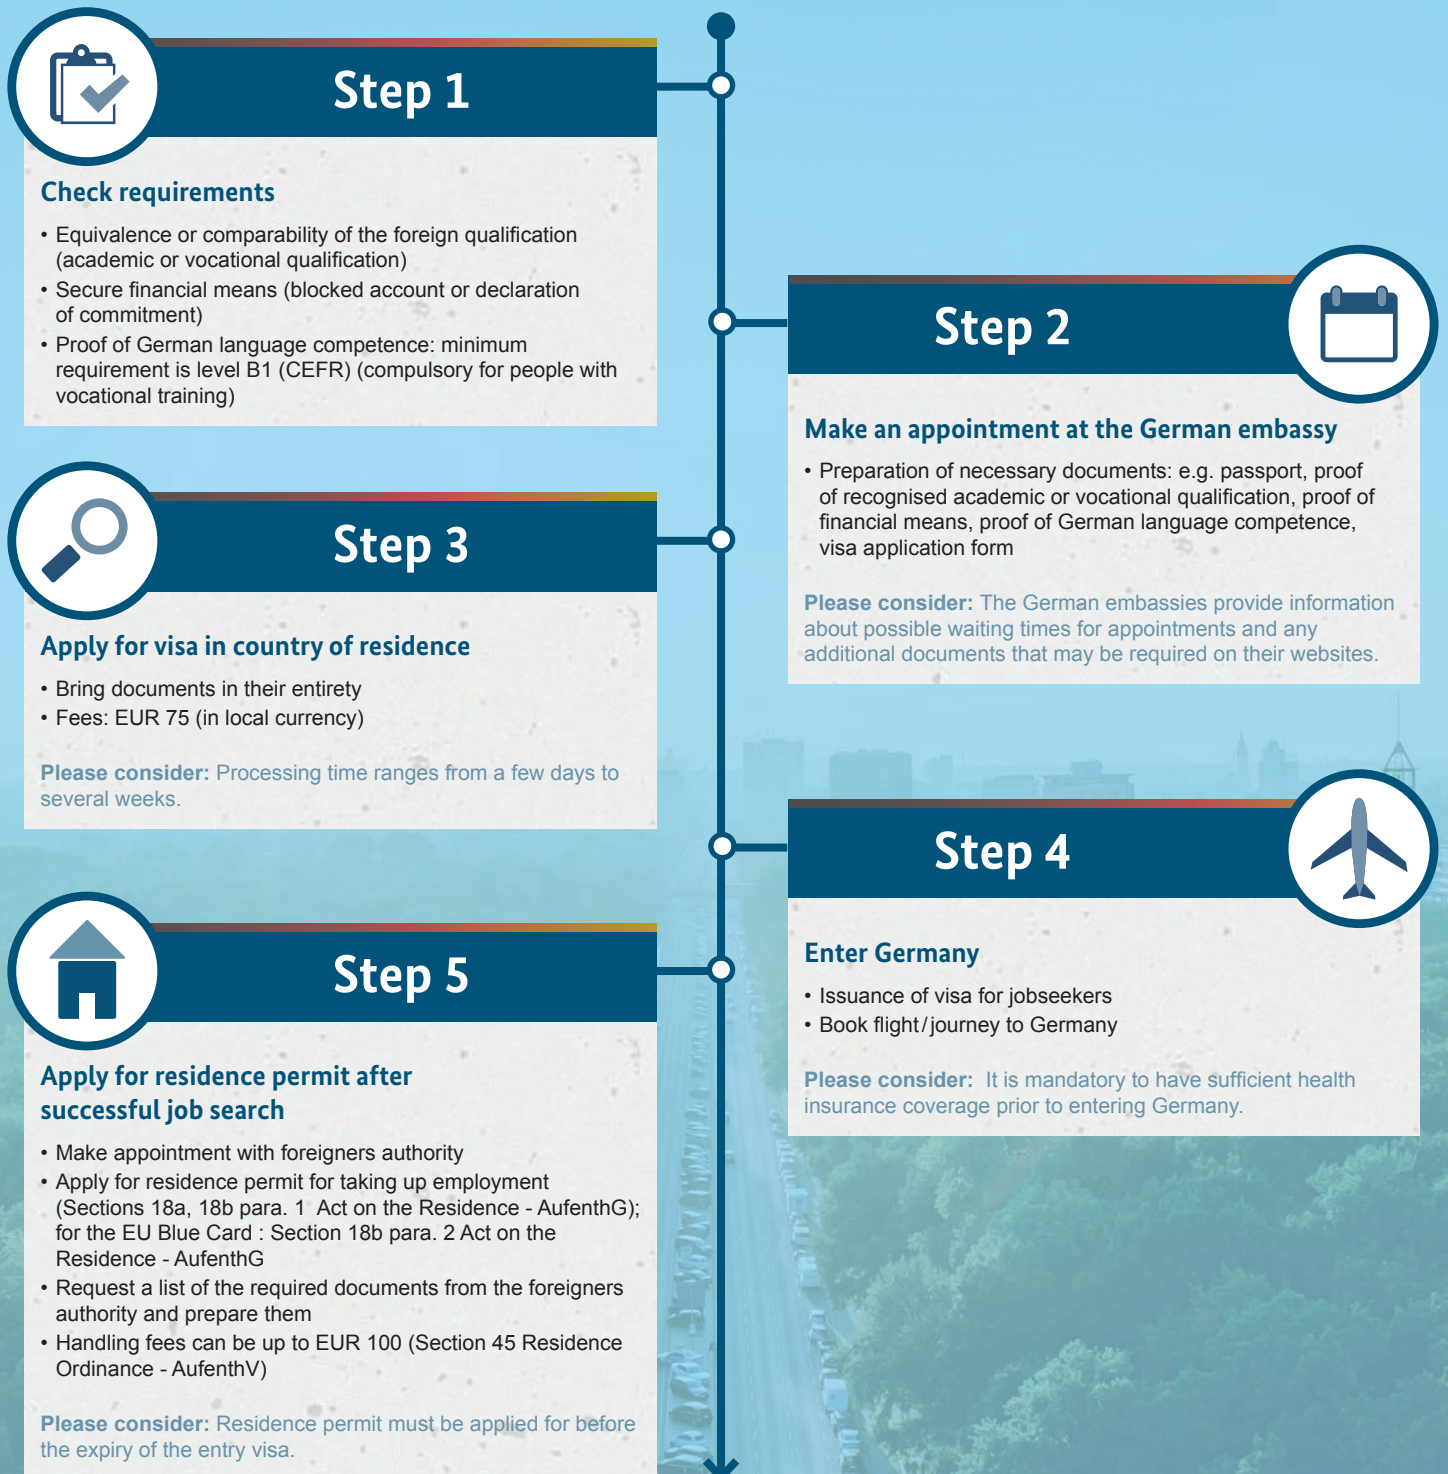 Step 1
Check requirements
• Equivalence or comparability of the foreign qualification
(academic or vocational qualification)
• Secure financial means (blocked account or declaration
of commitment)
• Proof of German language competence: minimum
requirement is level B1 (CEFR) (compulsory for people with
vocational training)
Step 2
Make an appointment at the German embassy
• Preparation of necessary documents: e.g. passport, proof
of recognised academic or vocational qualification, proof of
financial means, proof of German language competence,
visa application form
Please consider: The German embassies provide information
about possible waiting times for appointments and any
additional documents that may be required on their websites.
Step 3
Apply for visa in country of residence
• Bring documents in their entirety
• Fees: EUR 75 (in local currency)
Please consider: Processing time ranges from a few days to
several weeks.
Step 4
Enter Germany
• Issuance of visa for jobseekers
• Book flight/journey to Germany
Please consider: It is mandatory to have sufficient health
insurance coverage prior to entering Germany.
Step 5
Apply for residence permit after
successful job search
• Make appointment with foreigners authority
• Apply for residence permit for taking up employment
(Sections 18a, 18b para. 1 Act on the Residence - AufenthG);
for the EU Blue Card : Section 18b para. 2 Act on the
Residence - AufenthG
• Request a list of the required documents from the foreigners
authority and prepare them
• Handling fees can be up to EUR 100 (Section 45 Residence
Ordinance - AufenthV)
Please consider: Residence permit must be applied for before
the expiry of the entry visa.